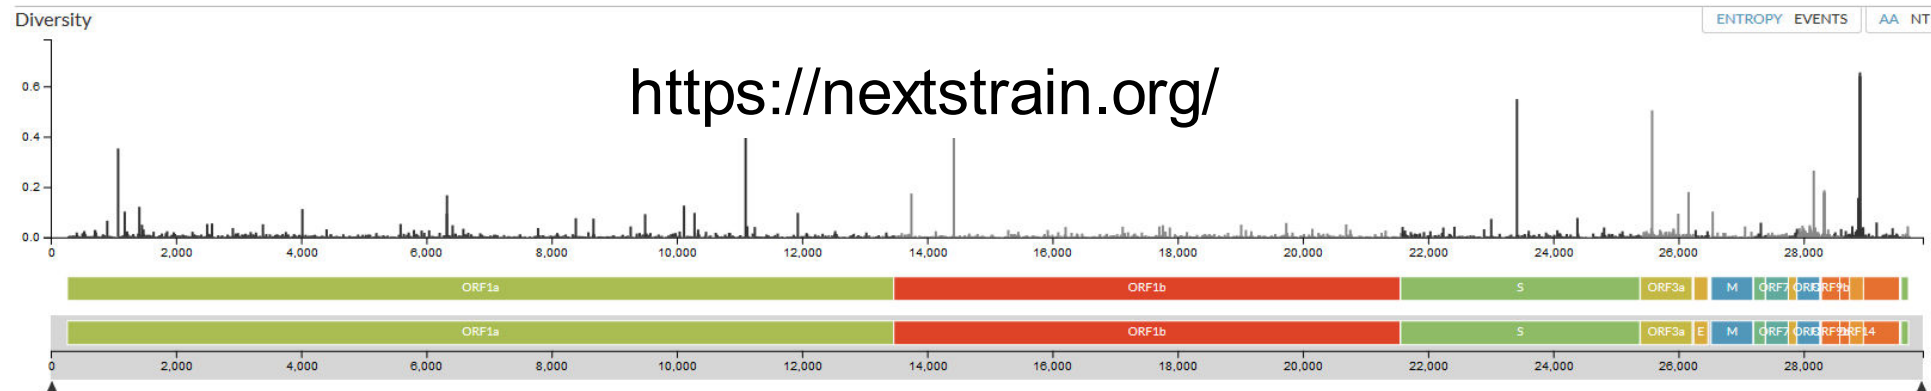 Diversity
ENTROPY EVENTS AA NT
https://nextstrain.org/
0.6
0.4
0.2
0.0
0 2,000 4,000 6,000 8,000 10,000 12,000 14,000 16,000 18,000 20,000 22,000 24,000 26,000 28,000
ORF1a ORF1b S ORF3a M ORF7
ORF1a ORF1b S ORF3a E M ORF7 ORF14
0 2,000 4,000 6,000 8,000 10,000 12,000 14,000 16,000 18,000 20,000 22,000 24,000 26,000 28,000